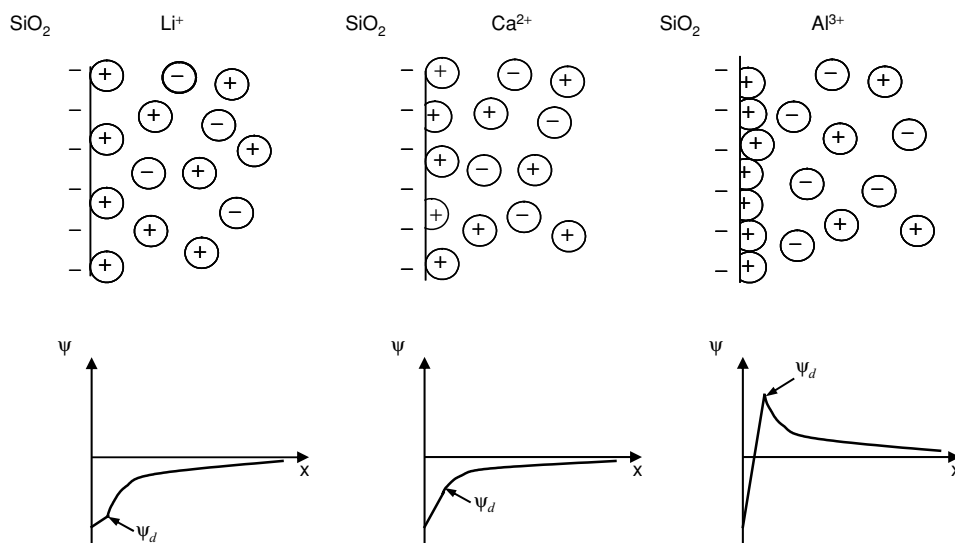 SiO₂ Li⁺ SiO₂ Ca²⁺ SiO₂ Al³⁺
− + − + − + − + − + − +
− + − + + − + − +
− + + + − + − + −
− − + + − + − + − −
− + − + − − + + − +
− + + − + + − + − + +
− + − + − +
ψ ψ ψ
ψd
x x x
ψd ψd